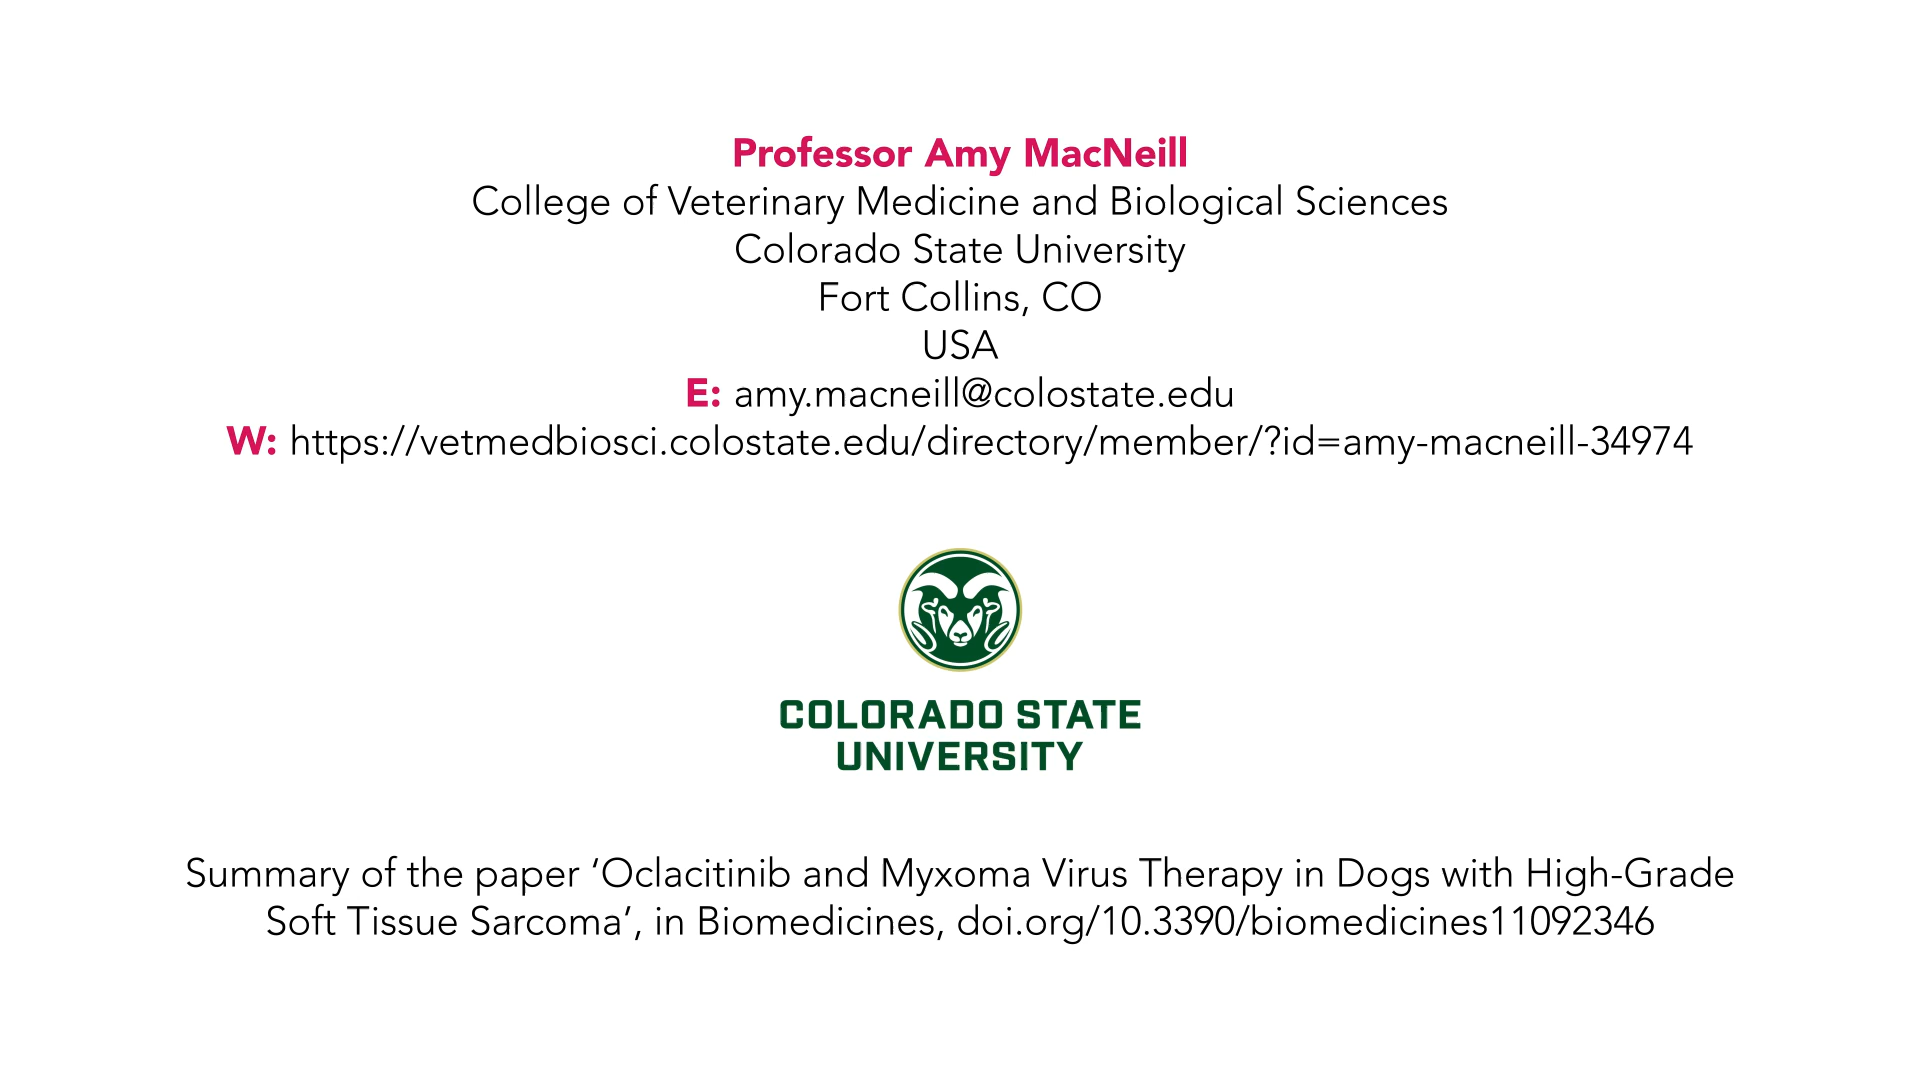 Professor Amy MacNeill
College of Veterinary Medicine and Biological Sciences
Colorado State University
Fort Collins, CO
USA
E: amy.macneill@colostate.edu
W: https://vetmedbiosci.colostate.edu/directory/member/?id=amy-macneill-34974
COLORADO STATE
UNIVERSITY
Summary of the paper ‘Oclacitinib and Myxoma Virus Therapy in Dogs with High-Grade
Soft Tissue Sarcoma’, in Biomedicines, doi.org/10.3390/biomedicines11092346